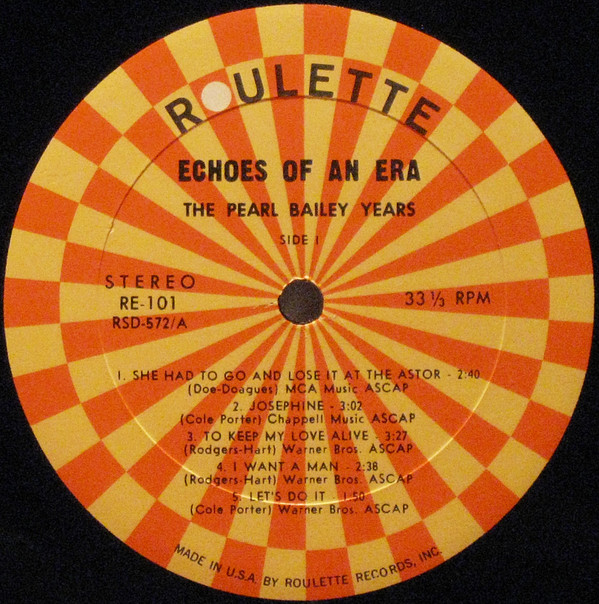 ROULETTE
ECHOES OF AN ERA
THE PEARL BAILEY YEARS
SIDE 1
STEREO
RE-101
RSD-572/A
33 1/3 RPM
1. SHE HAD TO GO AND LOSE IT AT THE ASTOR - 2:40
(Doe-Doagues) MCA Music ASCAP
2. JOSEPHINE - 3:02
(Cole Porter) Chappell Music ASCAP
3. TO KEEP MY LOVE ALIVE - 3:27
(Rodgers-Hart) Warner Bros. ASCAP
4. I WANT A MAN - 2:38
(Rodgers-Hart) Warner Bros. ASCAP
5. LET'S DO IT - 1:50
(Cole Porter) Warner Bros. ASCAP
MADE IN U.S.A. BY ROULETTE RECORDS, INC.